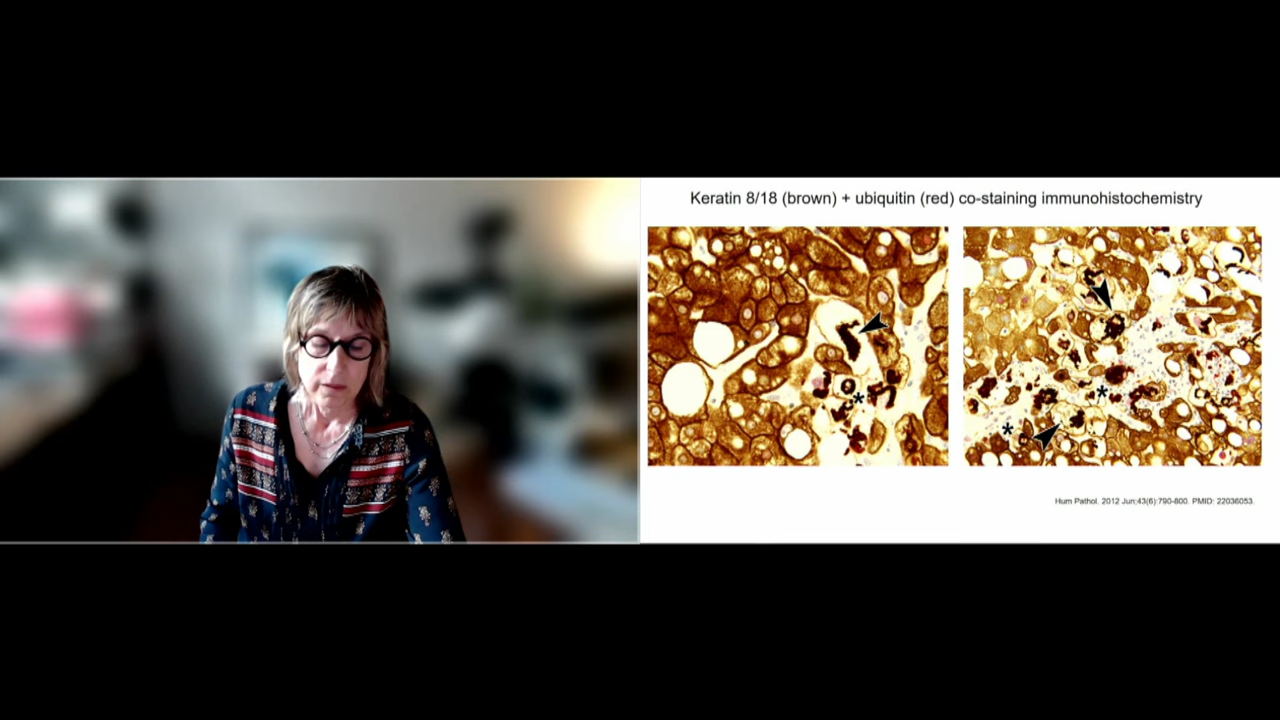 Keratin 8/18 (brown) + ubiquitin (red) co-staining immunohistochemistry
*
*
*
Hum Pathol. 2012 Jun;43(6):790-800. PMID: 22036053.